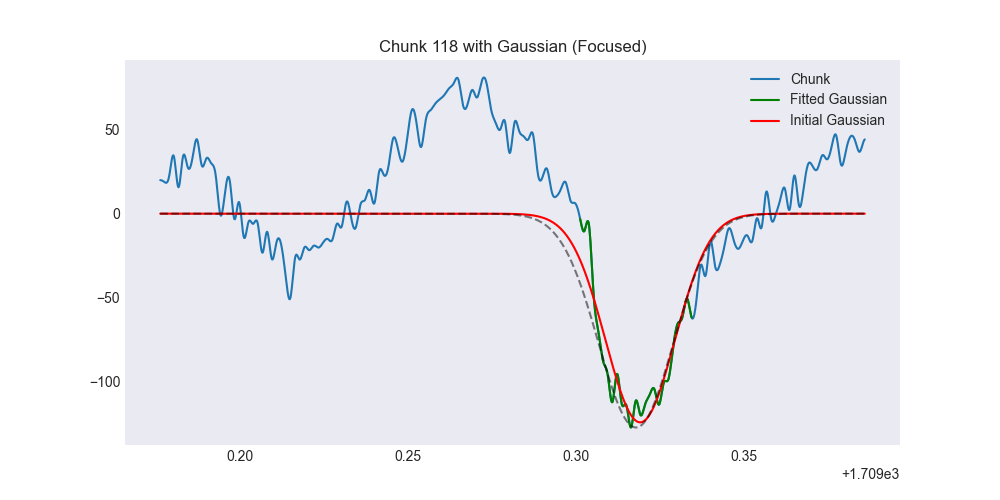 Chunk 118 with Gaussian (Focused)
Chunk
Fitted Gaussian
Initial Gaussian
50
0
−50
−100
0.20 0.25 0.30 0.35
+1.709e3